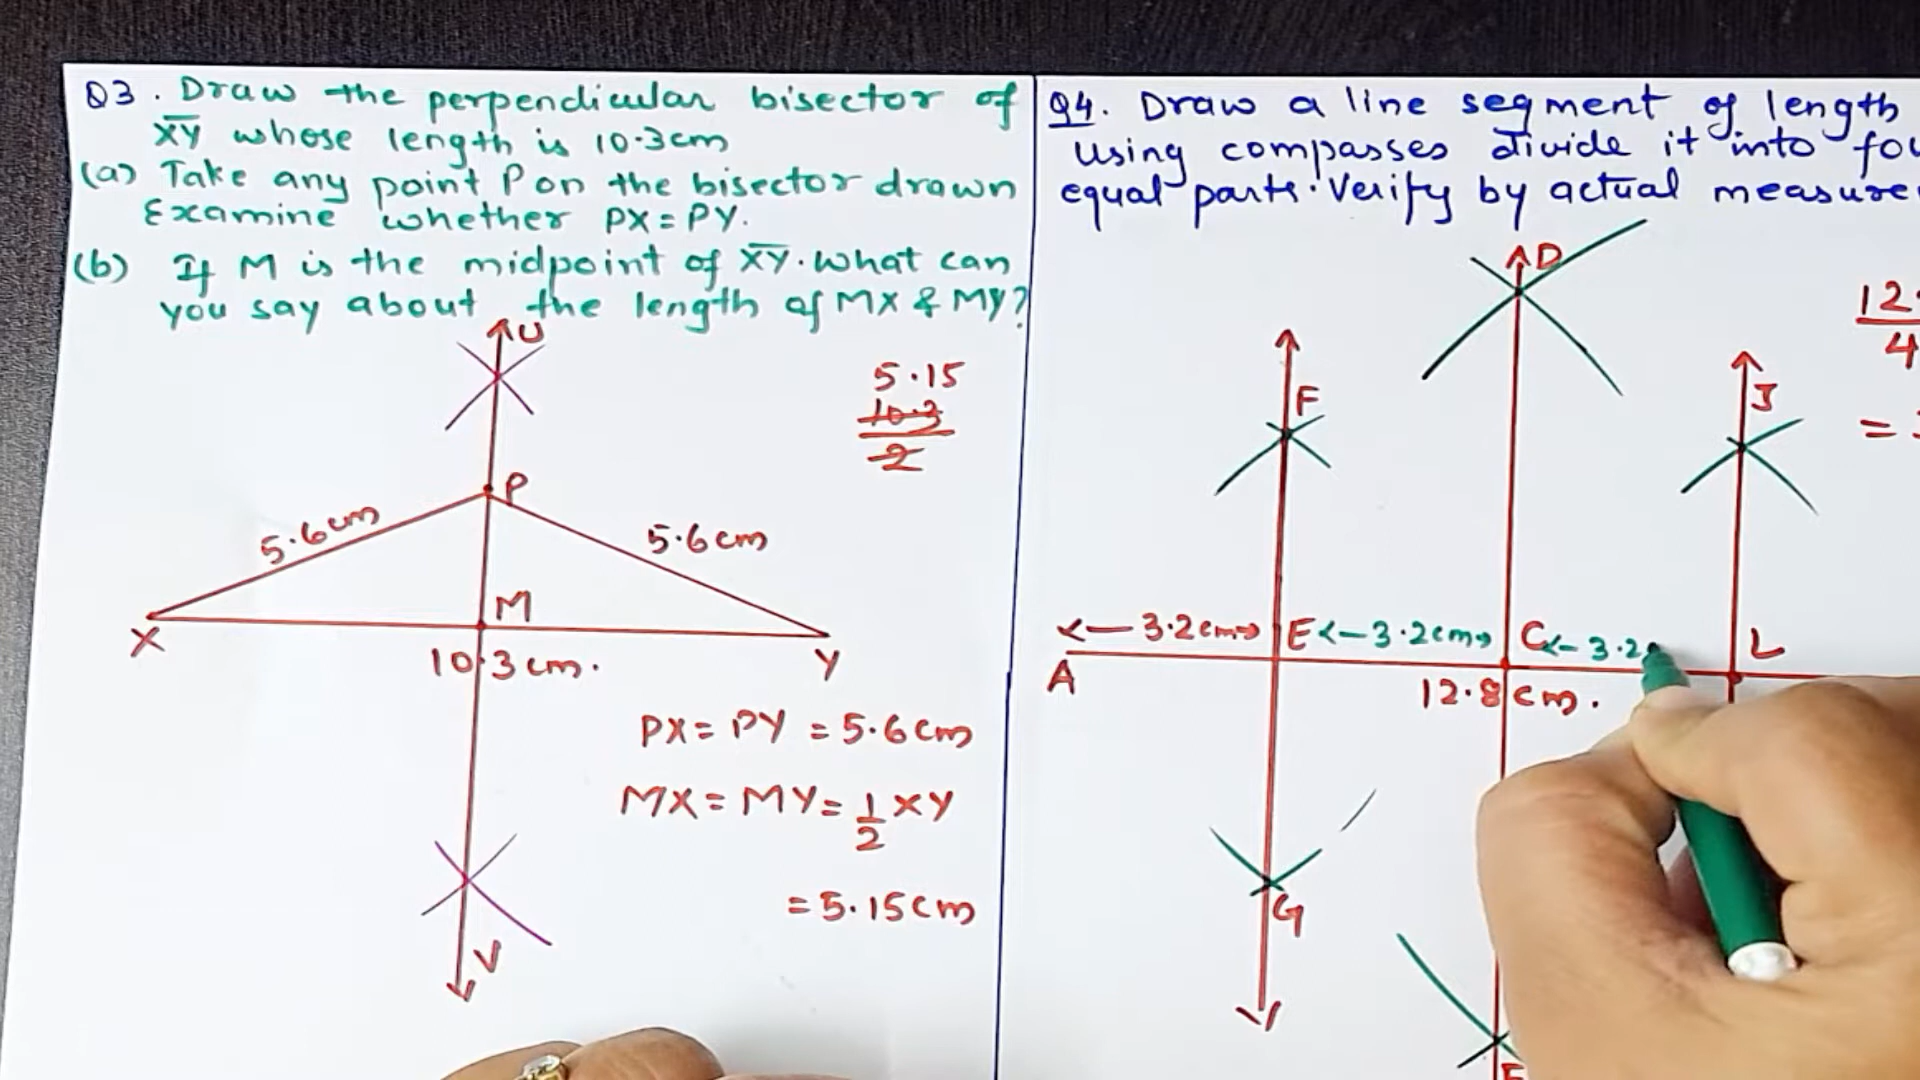 Q3. Draw the perpendicular bisector of
XY whose length is 10.3cm
(a) Take any point P on the bisector drawn
Examine whether PX=PY.
(b) If M is the midpoint of XY. What can
you say about the length of MX & MY?
U
5.15
10.3
2
P
5.6cm
5.6cm
M
X
Y
10.3cm.
PX= PY = 5.6cm
MX= MY= 1/2 XY
=5.15cm
V
Q4. Draw a line segment of length
Using compasses divide it into
equal parts. Verify by actual
D
12.
4
F
J
=
<— 3.2cm→
E
<—3.2cm→
C
<- 3.2
L
A
12.8cm.
G